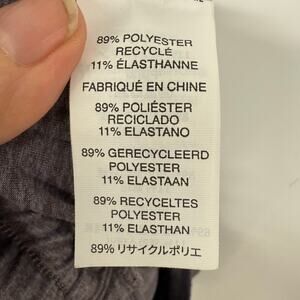 89% POLYESTER
RECYCLÉ
11% ÉLASTHANNE
FABRIQUÉ EN CHINE
89% POLIÉSTER
RECICLADO
11% ELASTANO
89% GERECYCLEERD
POLYESTER
11% ELASTAAN
89% RECYCELTES
POLYESTER
11% ELASTHAN
89% リサイクルポリエ